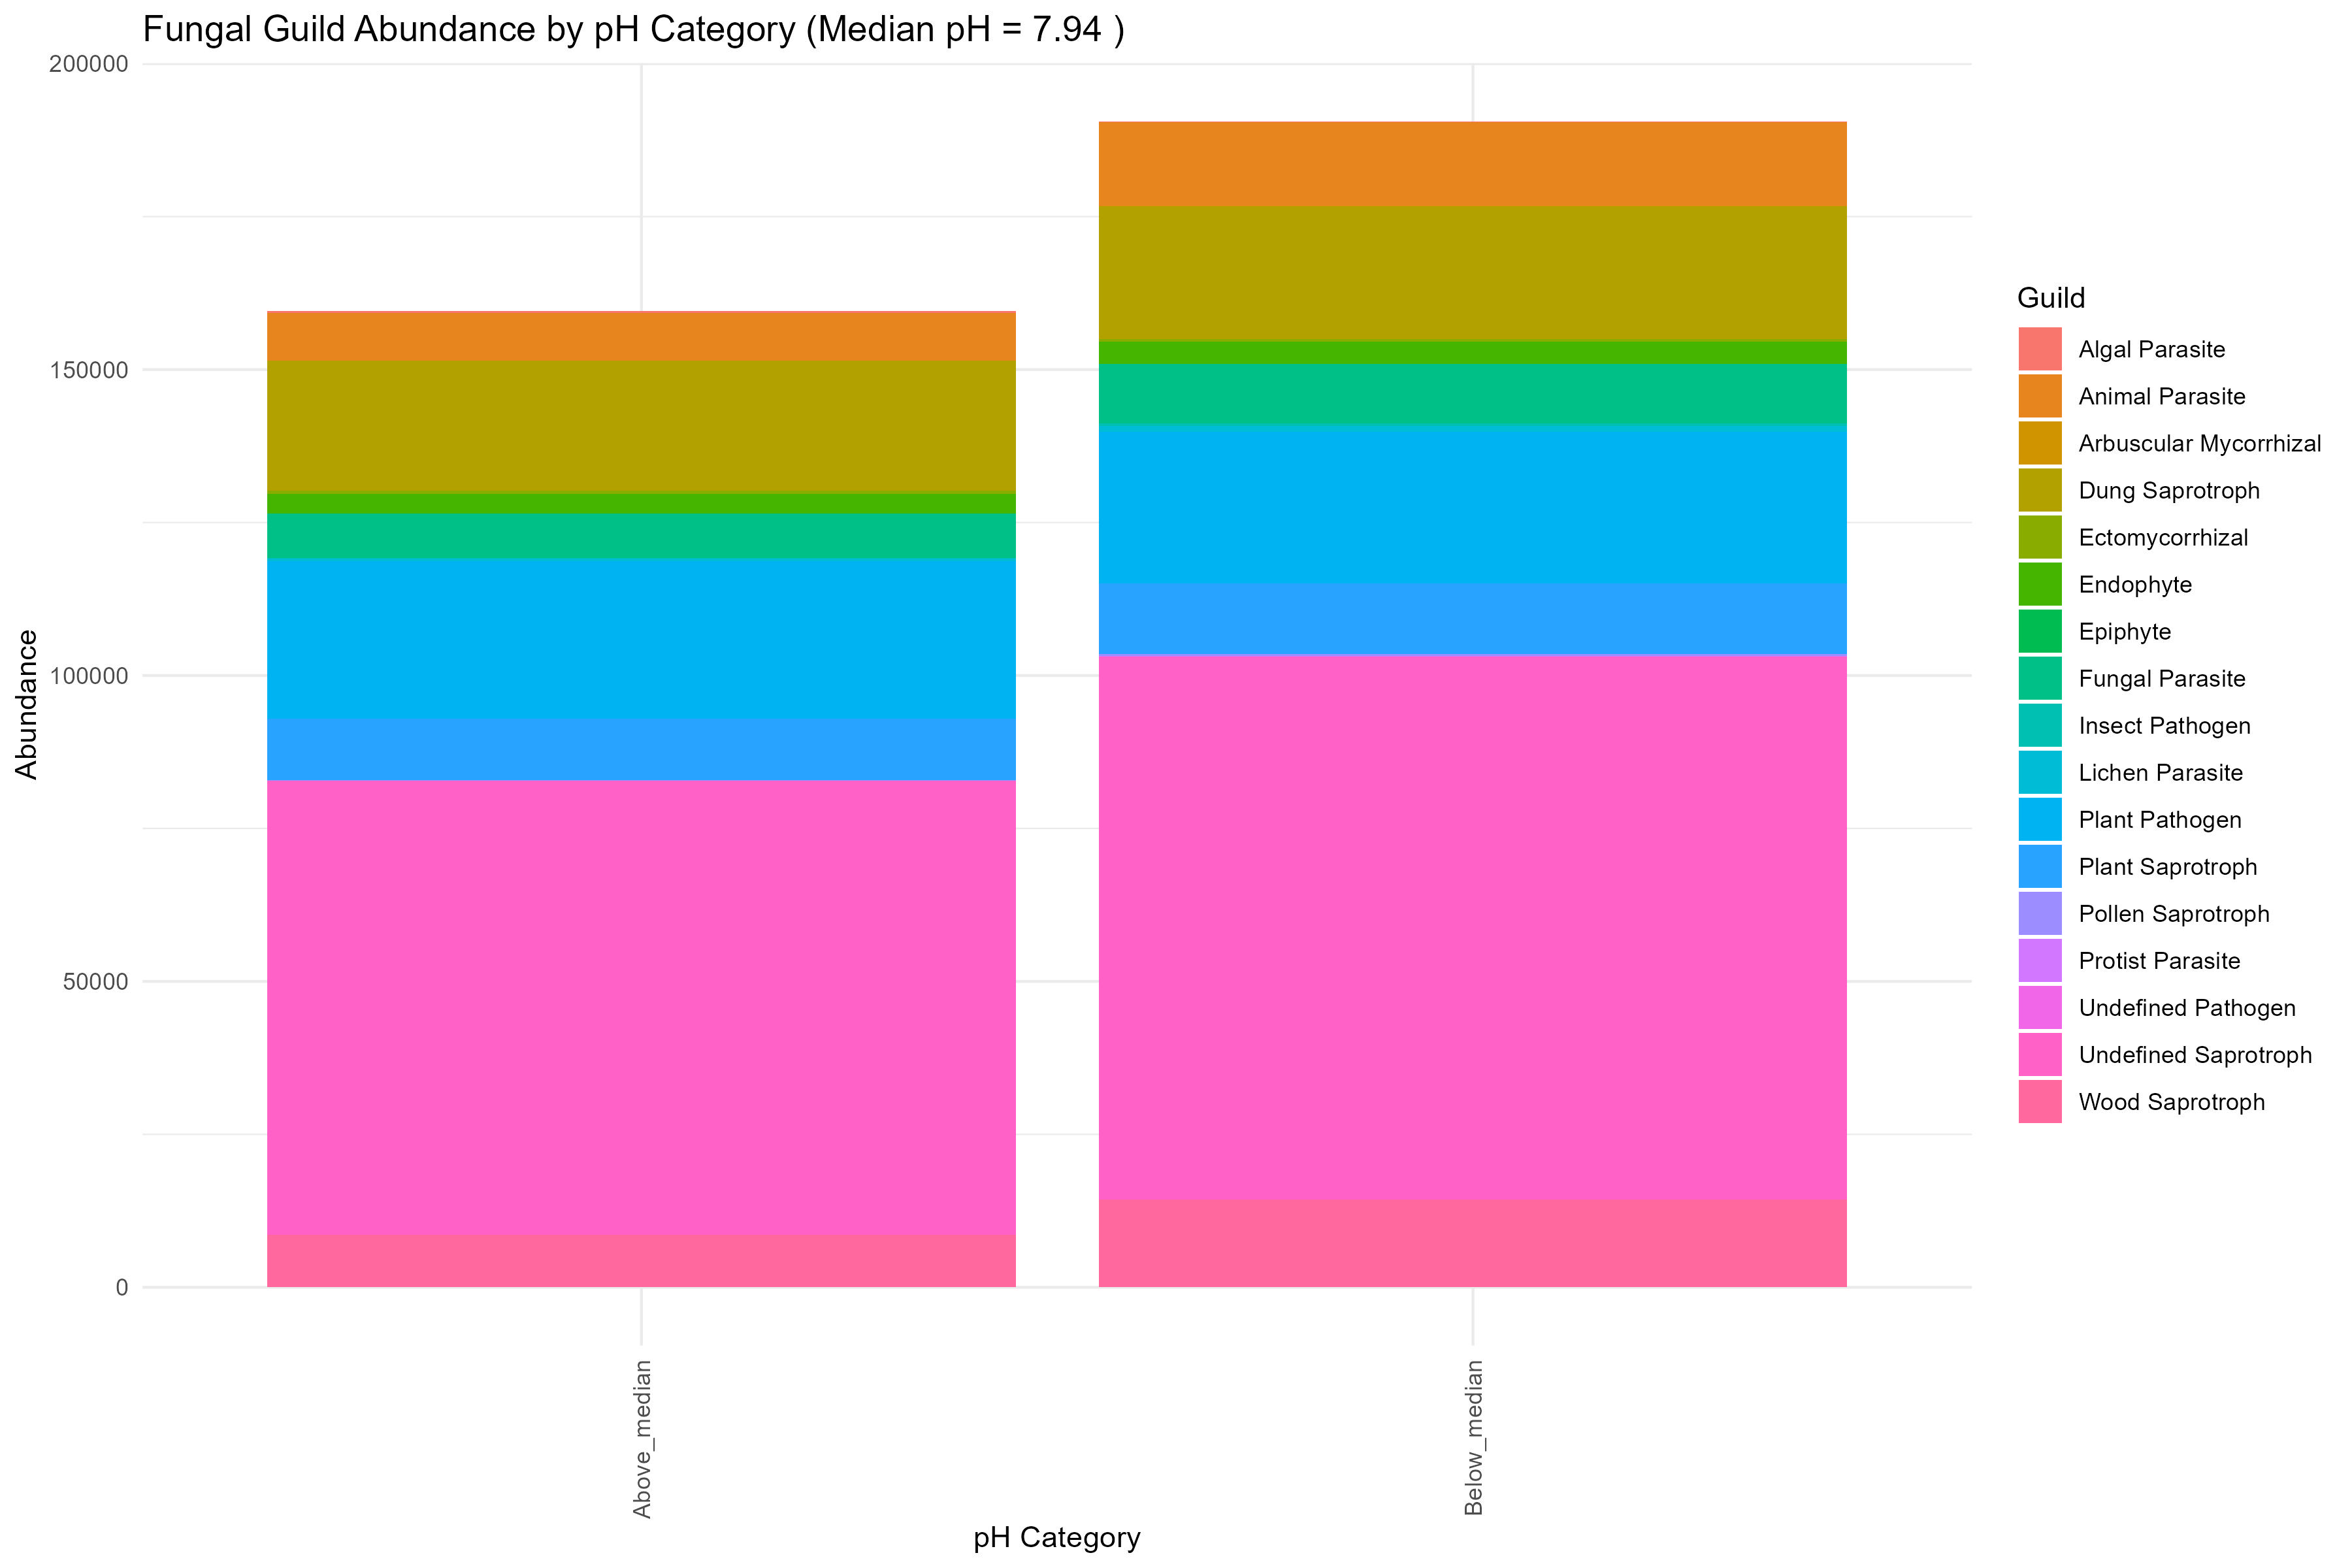 Fungal Guild Abundance by pH Category (Median pH = 7.94 )
200000
150000
100000
50000
0
Abundance
Above_median
Below_median
pH Category
Guild
Algal Parasite
Animal Parasite
Arbuscular Mycorrhizal
Dung Saprotroph
Ectomycorrhizal
Endophyte
Epiphyte
Fungal Parasite
Insect Pathogen
Lichen Parasite
Plant Pathogen
Plant Saprotroph
Pollen Saprotroph
Protist Parasite
Undefined Pathogen
Undefined Saprotroph
Wood Saprotroph